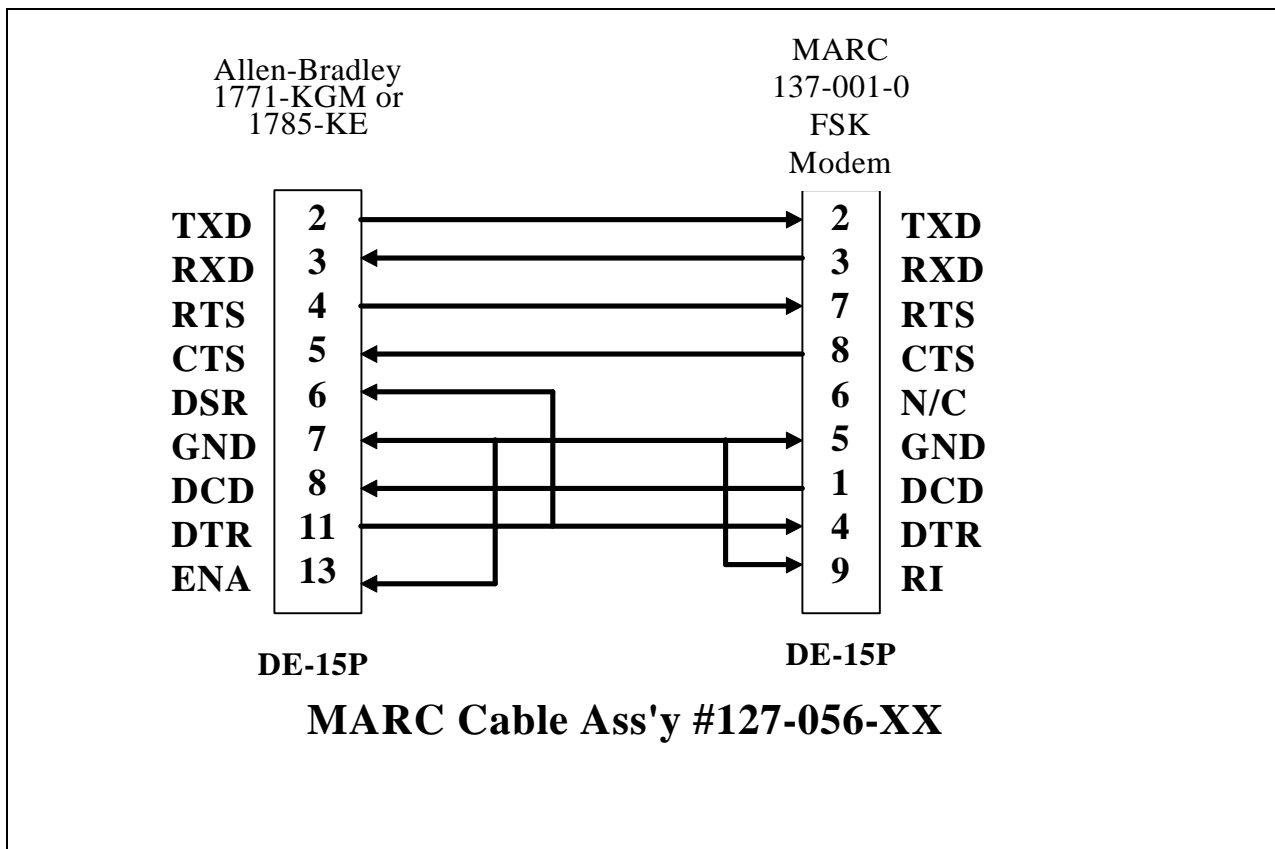 Allen-Bradley
1771-KGM or
1785-KE
MARC
137-001-0
FSK
Modem
TXD 2 2 TXD
RXD 3 3 RXD
RTS 4 7 RTS
CTS 5 8 CTS
DSR 6 6 N/C
GND 7 5 GND
DCD 8 1 DCD
DTR 11 4 DTR
ENA 13 9 RI
DE-15P DE-15P
MARC Cable Ass'y #127-056-XX